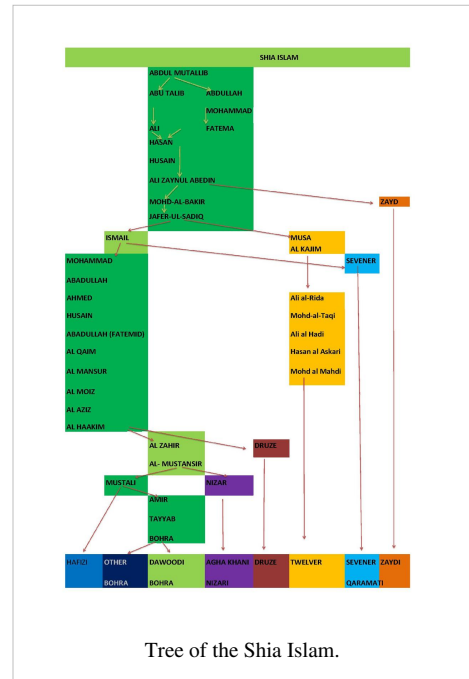 SHIA ISLAM
ABDUL MUTALLIB
ABU TALIB ABDULLAH
MOHAMMAD
ALI FATEMA
HASAN
HUSAIN
ALI ZAYNUL ABEDIN
MOHD-AL-BAKIR ZAYD
JAFER-UL-SADIQ
ISMAIL MUSA
AL KAJIM
MOHAMMAD SEVENER
ABADULLAH
AHMED Ali al-Rida
HUSAIN Mohd-al-Taqi
ABADULLAH (FATEMID) Ali al Hadi
AL QAIM Hasan al Askari
AL MANSUR Mohd al Mahdi
AL MOIZ
AL AZIZ
AL HAAKIM
AL ZAHIR DRUZE
AL- MUSTANSIR
MUSTALI NIZAR
AMIR
TAYYAB
BOHRA
HAFIZI OTHER DAWOODI AGHA KHANI DRUZE TWELVER SEVENER ZAYDI
BOHRA BOHRA NIZARI QARAMATI
Tree of the Shia Islam.